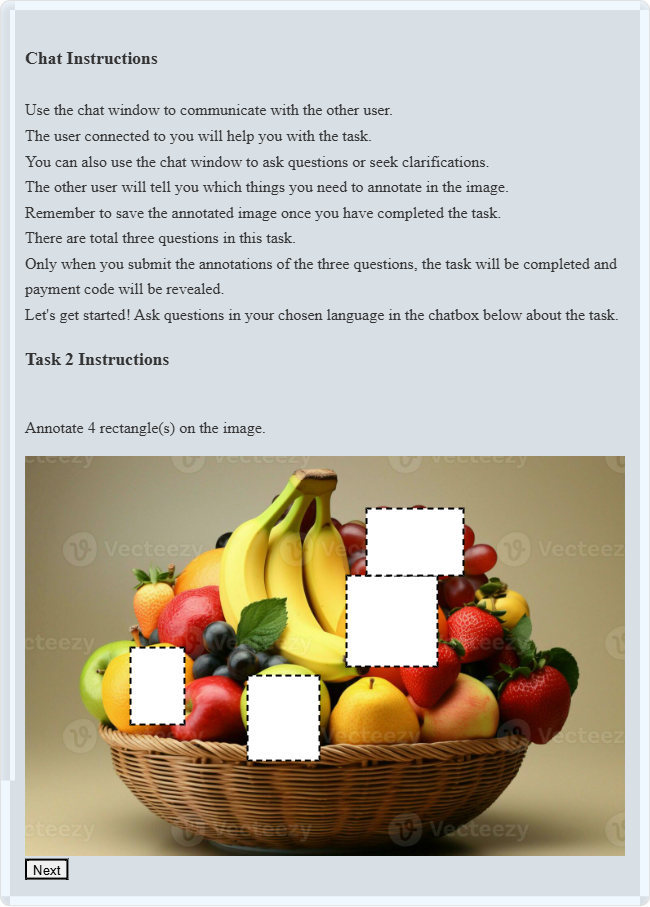 Chat Instructions
Use the chat window to communicate with the other user.
The user connected to you will help you with the task.
You can also use the chat window to ask questions or seek clarifications.
The other user will tell you which things you need to annotate in the image.
Remember to save the annotated image once you have completed the task.
There are total three questions in this task.
Only when you submit the annotations of the three questions, the task will be completed and
payment code will be revealed.
Let's get started! Ask questions in your chosen language in the chatbox below about the task.
Task 2 Instructions
Annotate 4 rectangle(s) on the image.
Vecteezy
Vecteezy
Vecteezy
Vecteezy
Vecteezy
Vecteezy
Vecteezy
Vecteezy
Next